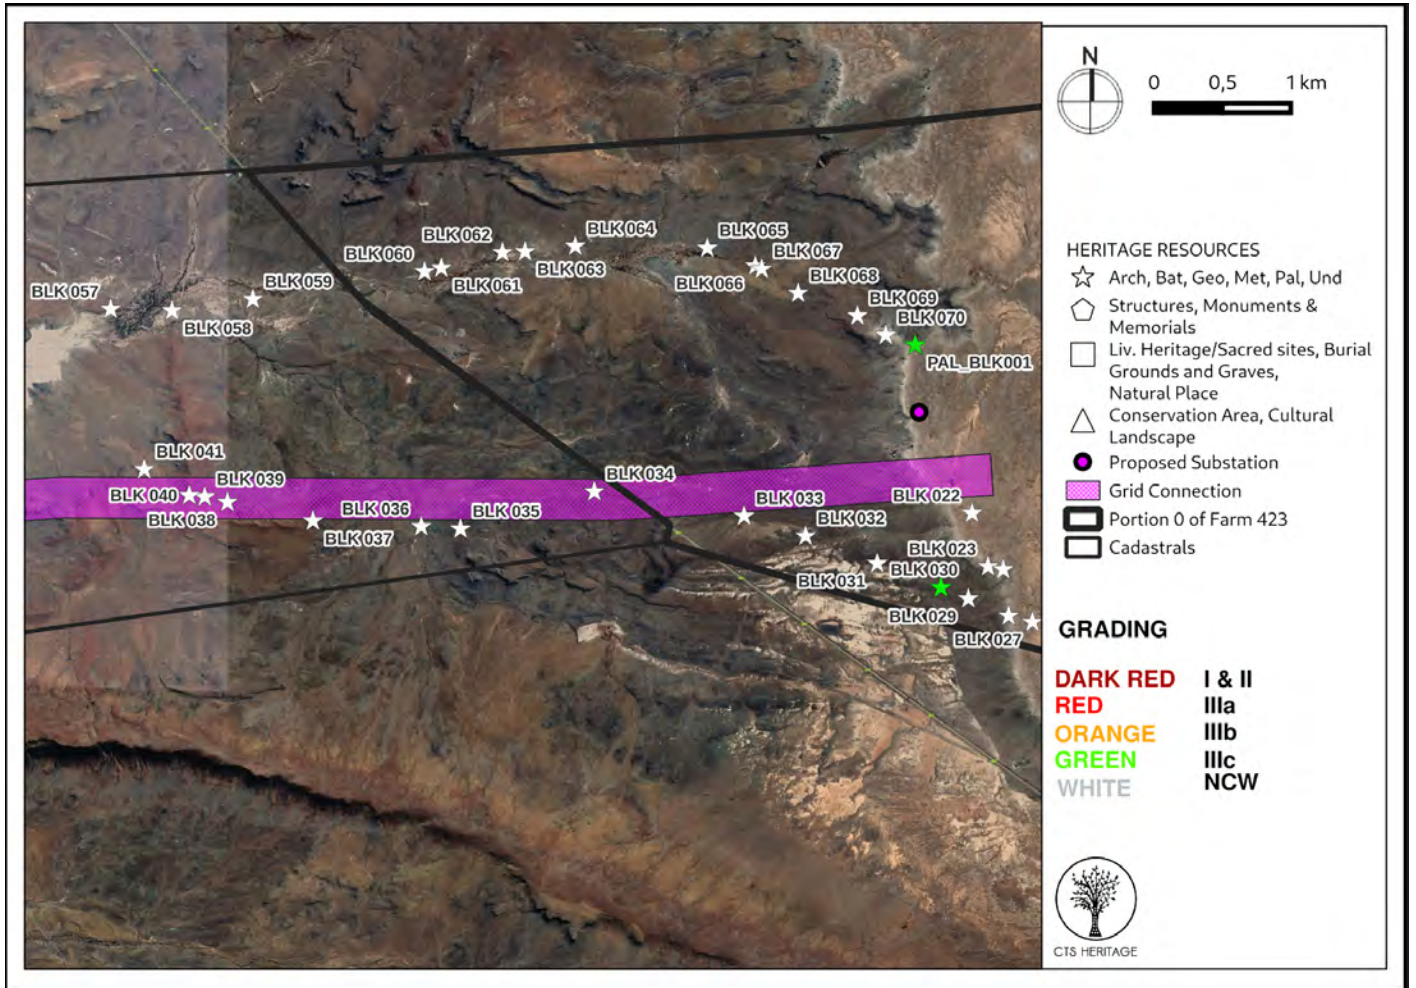 N
0 0,5 1 km
HERITAGE RESOURCES
Arch, Bat, Geo, Met, Pal, Und
Structures, Monuments &
Memorials
Liv. Heritage/Sacred sites, Burial
Grounds and Graves,
Natural Place
Conservation Area, Cultural
Landscape
Proposed Substation
Grid Connection
Portion 0 of Farm 423
Cadastrals
GRADING
DARK RED I & II
RED IIIa
ORANGE IIIb
GREEN IIIc
WHITE NCW
CTS HERITAGE
BLK 064
BLK 062
BLK 065
BLK 060
BLK 067
BLK 063
BLK 061
BLK 066
BLK 068
BLK 059
BLK 057
BLK 069
BLK 058
BLK 070
PAL_BLK001
BLK 041
BLK 034
BLK 039
BLK 040
BLK 022
BLK 033
BLK 036
BLK 035
BLK 038
BLK 032
BLK 037
BLK 023
BLK 030
BLK 031
BLK 029
BLK 027